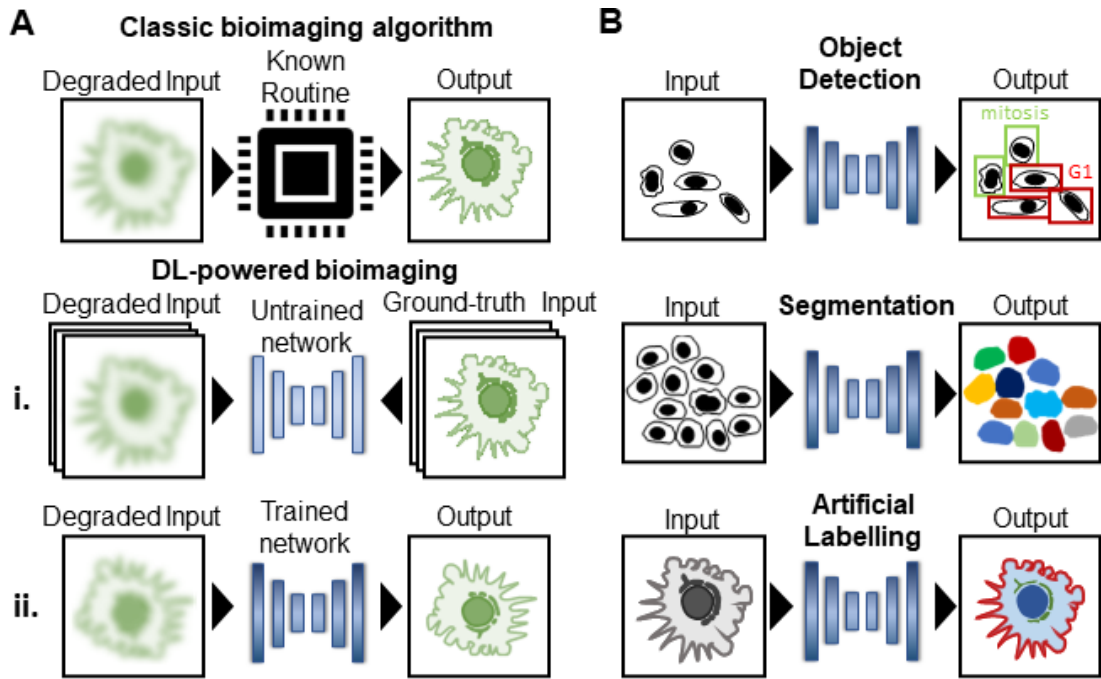 A
Classic bioimaging algorithm
Degraded Input
Known
Routine
Output
DL-powered bioimaging
i.
Degraded Input
Untrained
network
Ground-truth Input
ii.
Degraded Input
Trained
network
Output
B
Object
Detection
Input
Output
mitosis
G1
Input
Segmentation
Output
Input
Artificial
Labelling
Output